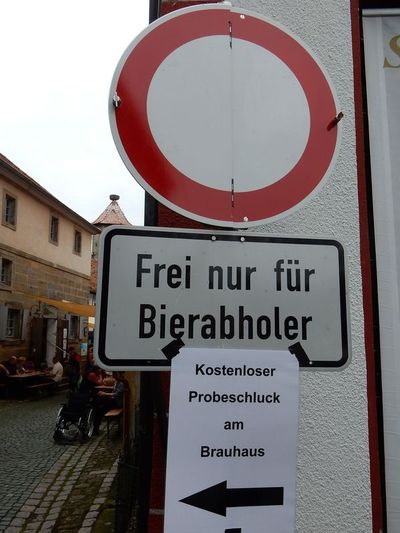 Frei nur für
Bierabholer
Kostenloser
Probeschluck
am
Brauhaus